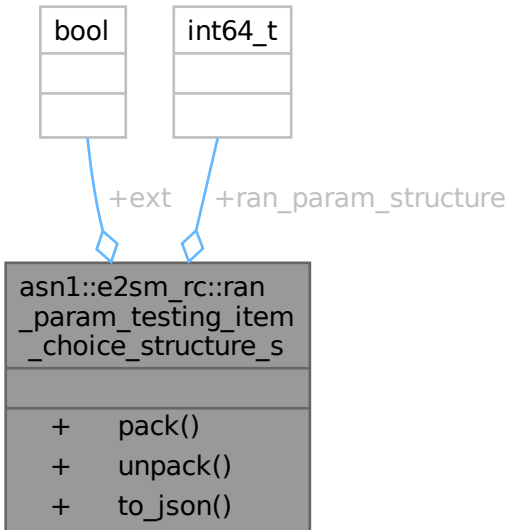 bool
int64_t
+ext
+ran_param_structure
asn1::e2sm_rc::ran
_param_testing_item
_choice_structure_s
+ pack()
+ unpack()
+ to_json()